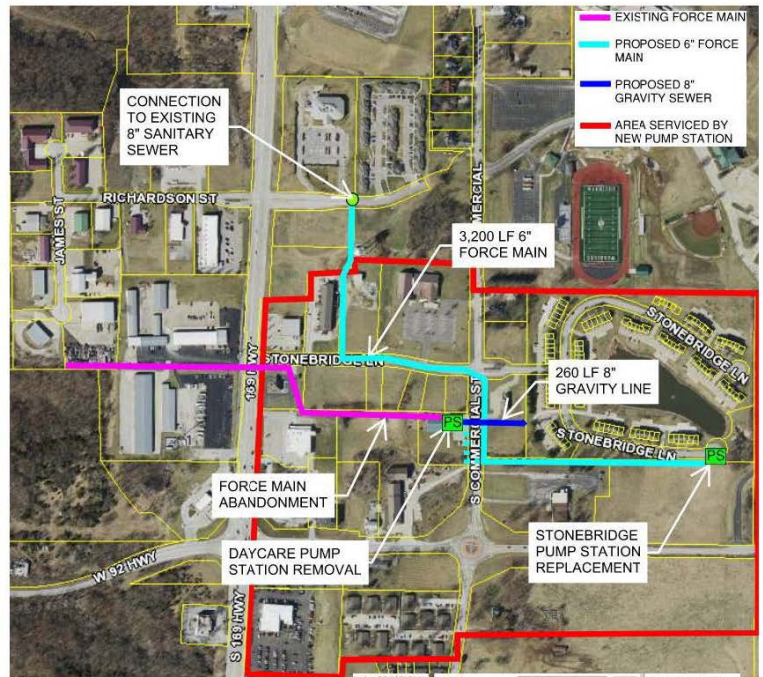 EXISTING FORCE MAIN
PROPOSED 6" FORCE
MAIN
PROPOSED 8"
GRAVITY SEWER
AREA SERVICED BY
NEW PUMP STATION
CONNECTION
TO EXISTING
8" SANITARY
SEWER
RICHARDSON ST
JAMES ST
MERCIAL
3,200 LF 6"
FORCE MAIN
STONEBRIDGE LN
169 HWY
STONEBRIDGE LN
260 LF 8"
GRAVITY LINE
PS
S COMMERCIAL ST
STONEBRIDGE LN
PS
FORCE MAIN
ABANDONMENT
DAYCARE PUMP
STATION REMOVAL
STONEBRIDGE
PUMP STATION
REPLACEMENT
W 92 HWY
S 169 HWY